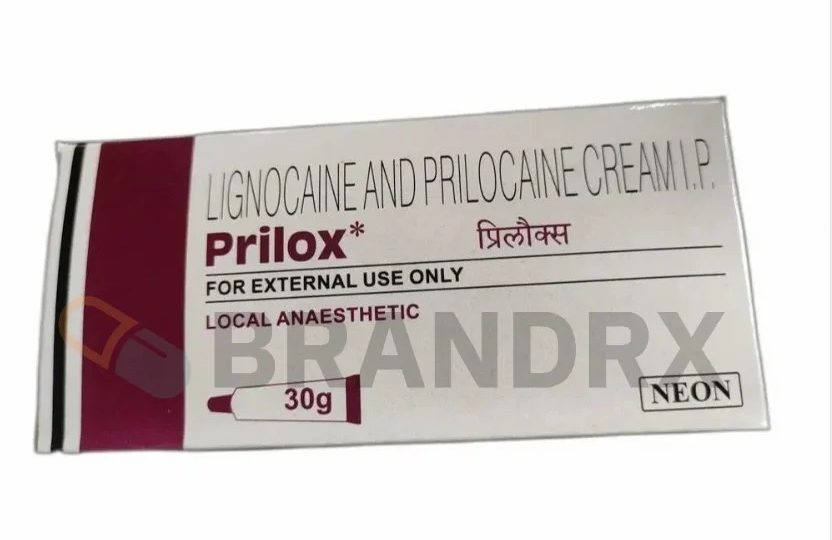 LIGNOCAINE AND PRILOCAINE CREAM I.P.
Prilox* प्रिलौक्स
FOR EXTERNAL USE ONLY
LOCAL ANAESTHETIC
BRANDRX
30g
NEON